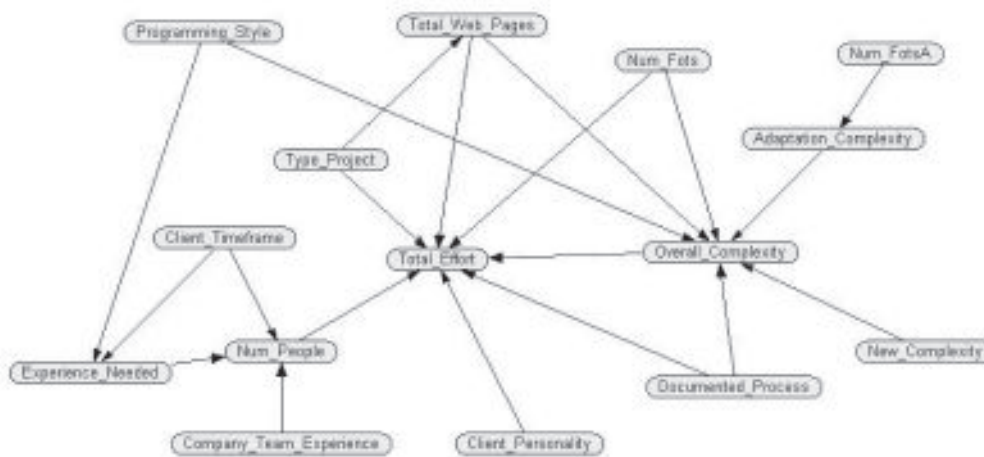 Total_Web_Pages
Programming_Style
Num_Fots
Num_FotsA
Adaptation_Complexity
Type_Project
Client_Timeframe
Total_Effort
Overall_Complexity
Num_People
New_Complexity
Experience_Needed
Documented_Process
Company_Team_Experience
Client_Personality